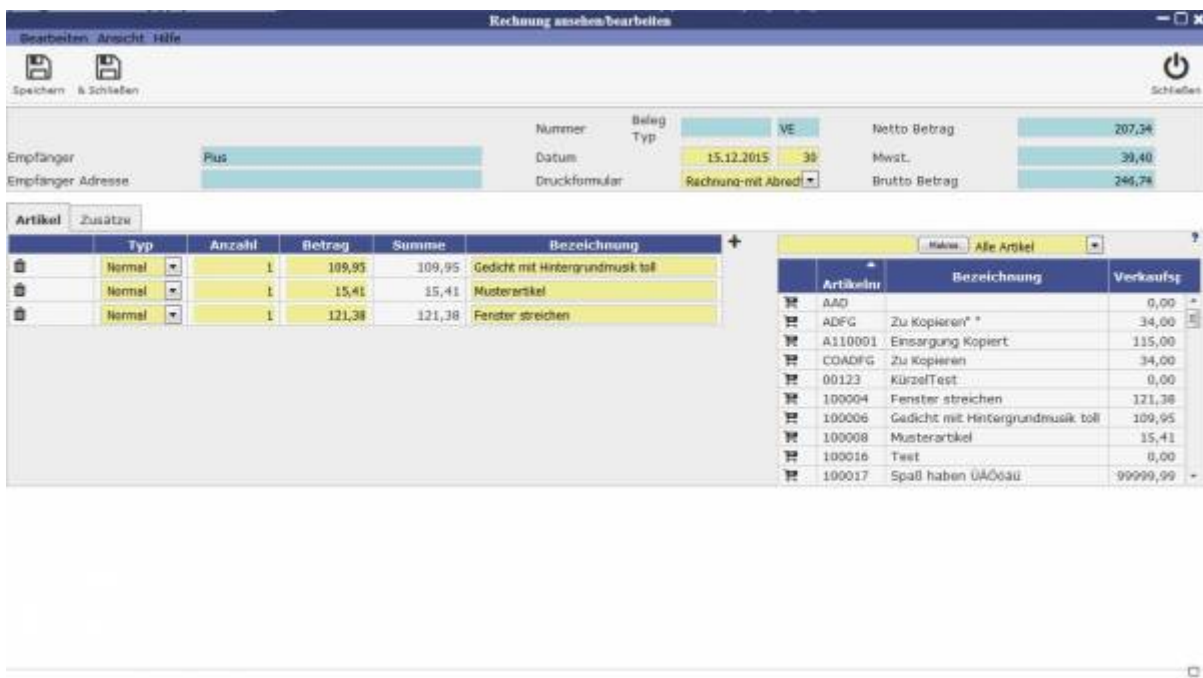 Rechnung ansehen/bearbeiten
Bearbeiten Ansicht Hilfe
Speichern & Schließen Schließen
Nummer Beleg Typ VE Netto Betrag 207,34
Empfänger Pius Datum 15.12.2015 30 Mwst. 39,40
Empfänger Adresse Druckformular Rechnung-mit Abrech Brutto Betrag 246,74
Artikel Zusätze
Typ Anzahl Betrag Summe Bezeichnung
Normal 1 109,95 109,95 Gedicht mit Hintergrundmusik toll
Normal 1 15,41 15,41 Musterartikel
Normal 1 121,38 121,38 Fenster streichen
Alle Artikel ?
Artikelnu Bezeichnung Verkaufsp
AAD 0,00
ADFG Zu Kopieren° ° 34,00
A110001 Einsargung Kopiert 115,00
COADFG Zu Kopieren 34,00
00123 KürzelTest 0,00
100004 Fenster streichen 121,38
100006 Gedicht mit Hintergrundmusik toll 109,95
100008 Musterartikel 15,41
100016 Test 0,00
100017 Spaß haben ÜÄÖöäü 99999,99